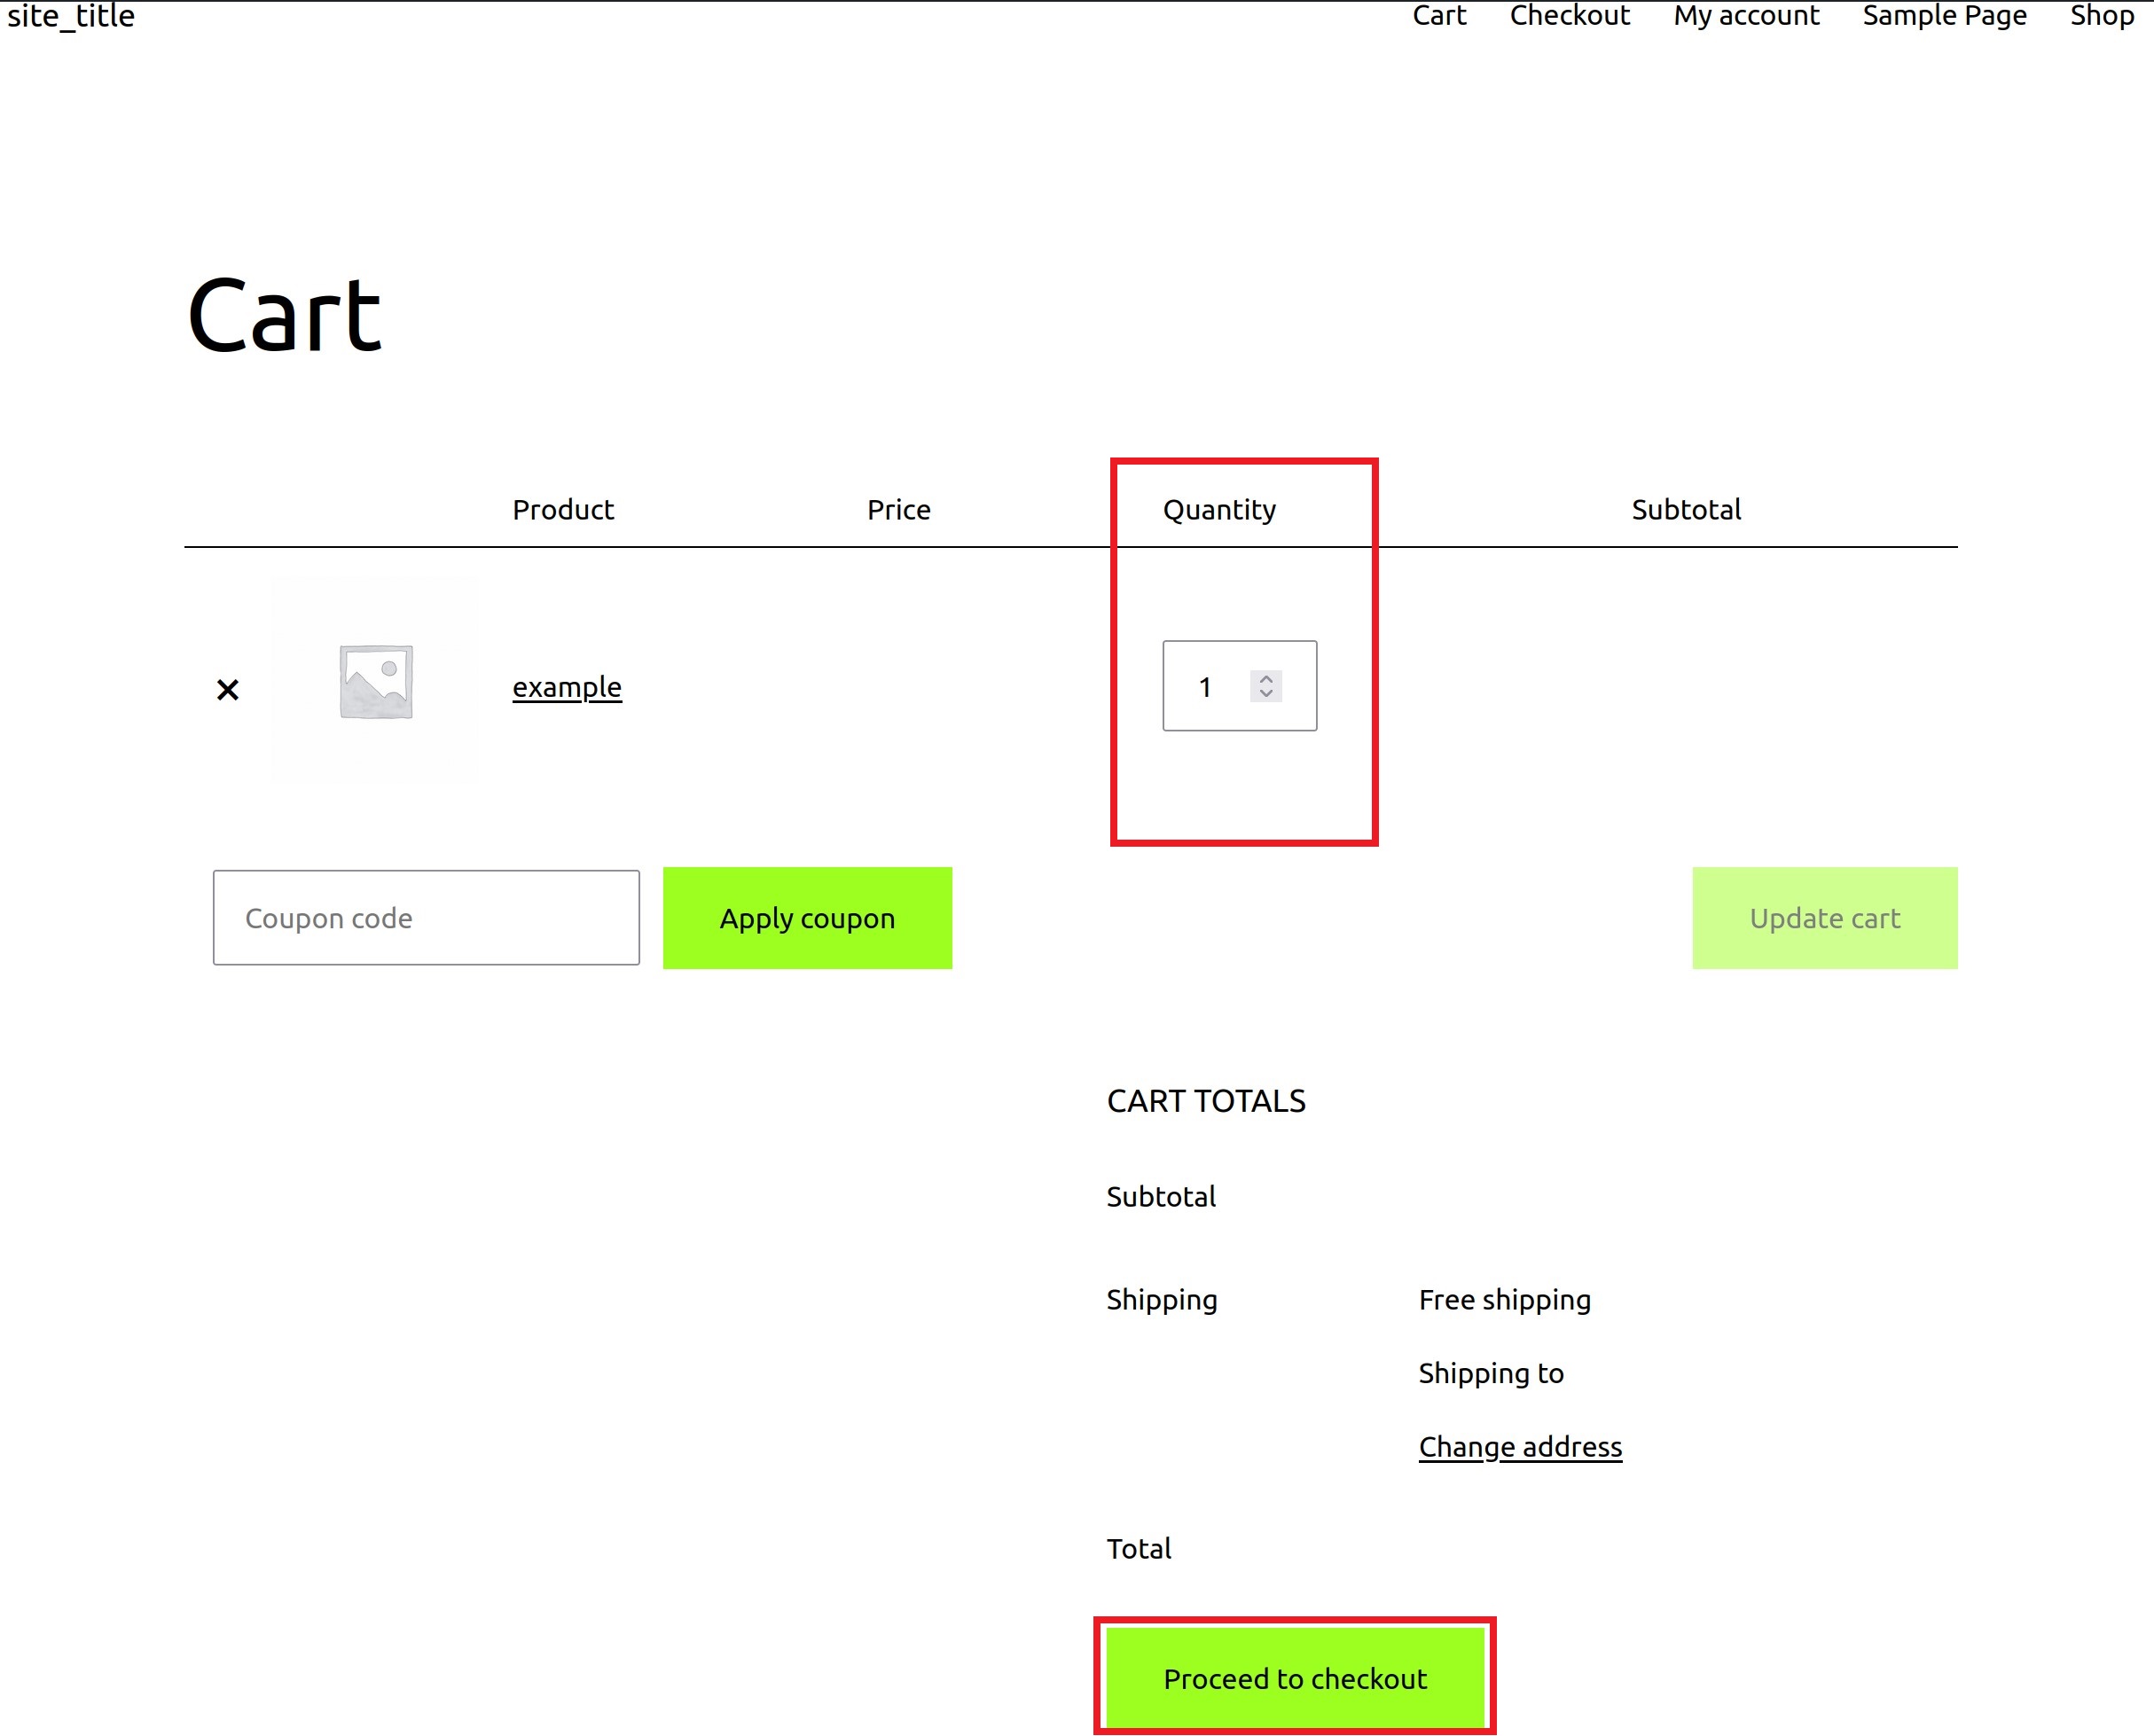 site_title
Cart Checkout My account Sample Page Shop
Cart
Product Price Quantity Subtotal
× example 1
Coupon code Apply coupon Update cart
CART TOTALS
Subtotal
Shipping Free shipping
Shipping to
Change address
Total
Proceed to checkout